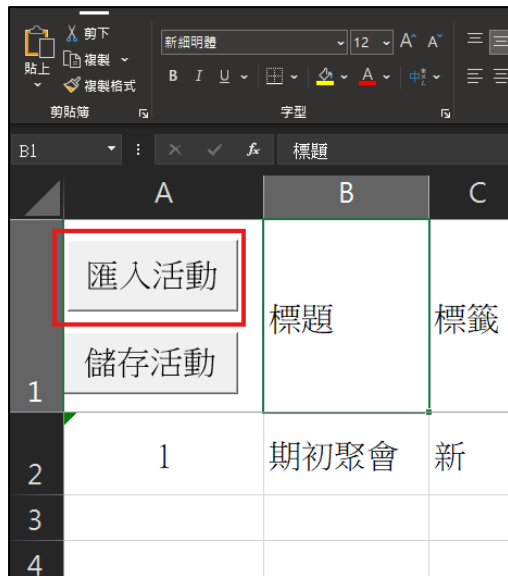 剪下
新細明體 12 A^ A˅
貼上 複製
B I U A 中
複製格式
剪貼簿 字型
B1 fx 標題
A B C
匯入活動
標題 標籤
儲存活動
1
2 1 期初聚會 新
3
4